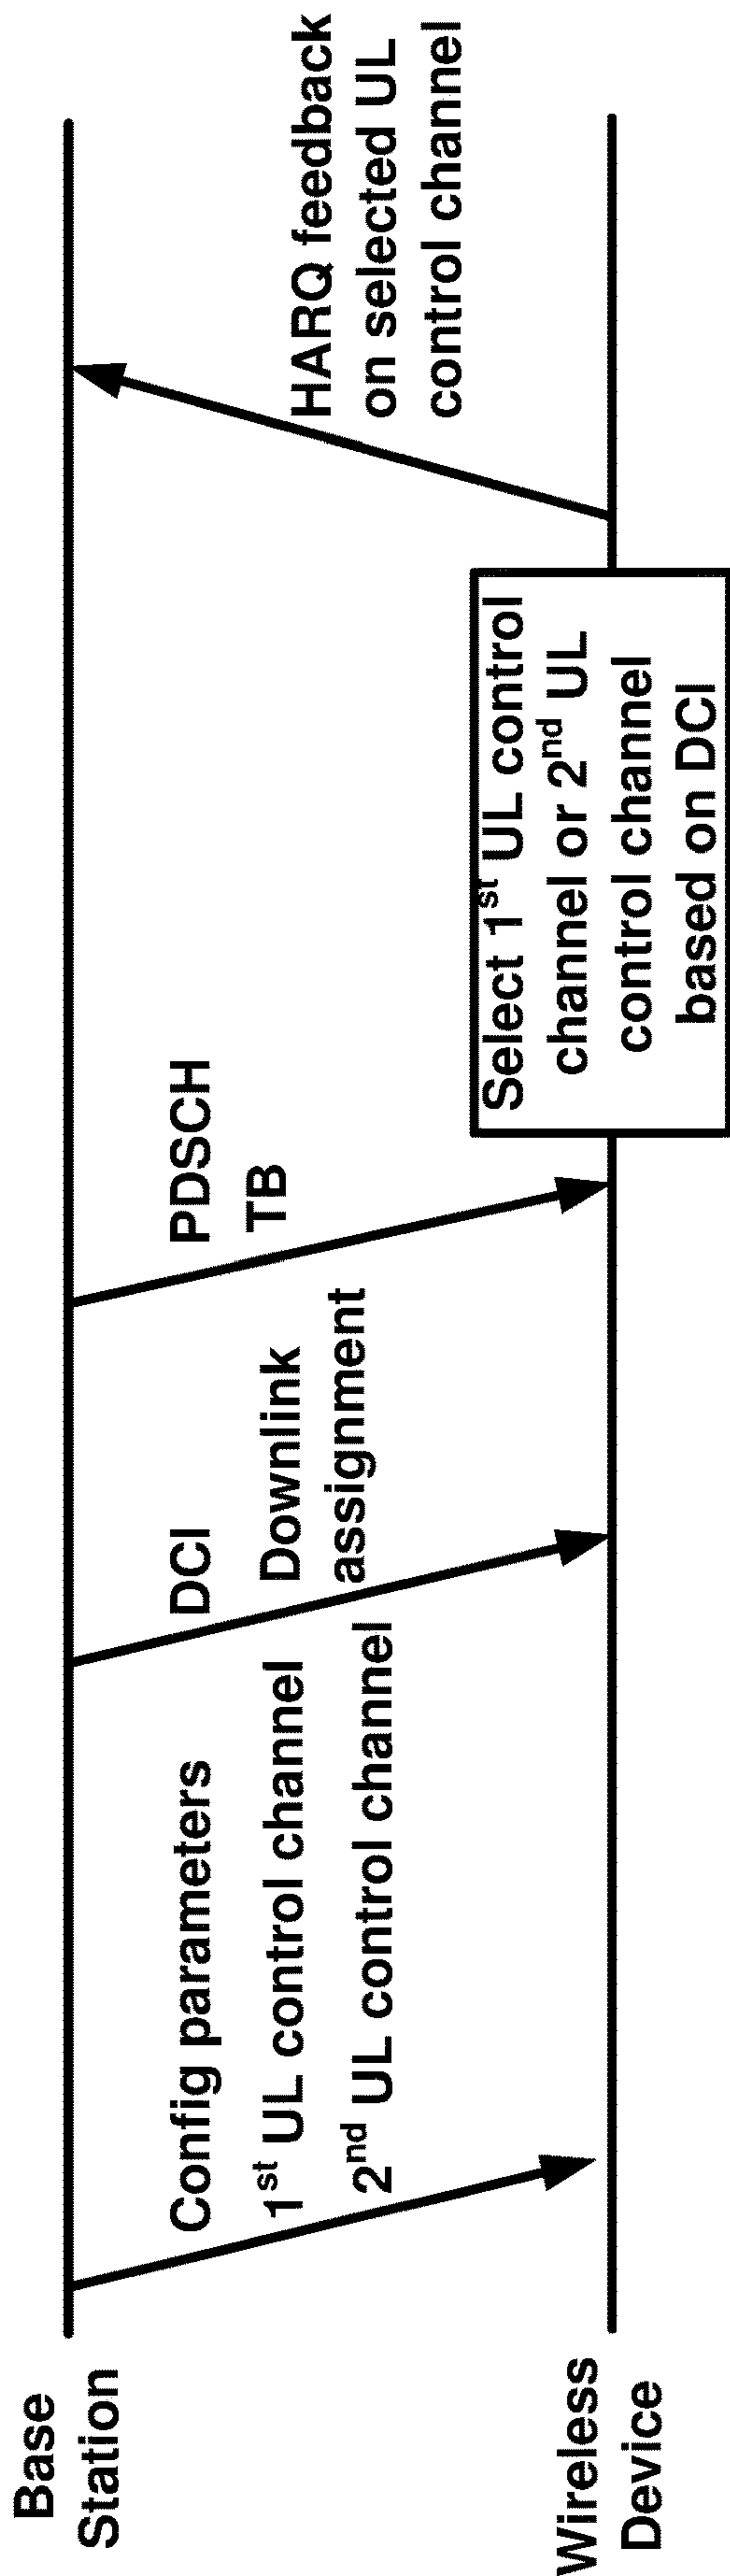 Base
Station
Wireless
Device
Config parameters
1st UL control channel
2nd UL control channel
DCI
Downlink
assignment
PDSCH
TB
Select 1st UL control
channel or 2nd UL
control channel
based on DCI
HARQ feedback
on selected UL
control channel